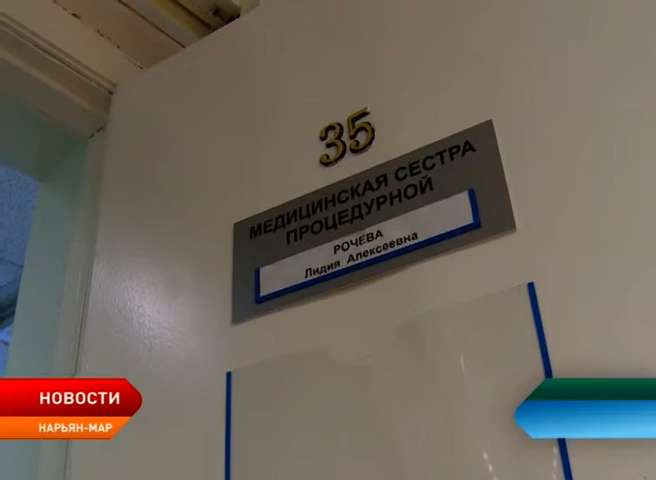 35
МЕДИЦИНСКАЯ СЕСТРА
ПРОЦЕДУРНОЙ
РОЧЕВА
Лидия Алексеевна
НОВОСТИ
НАРЬЯН-МАР